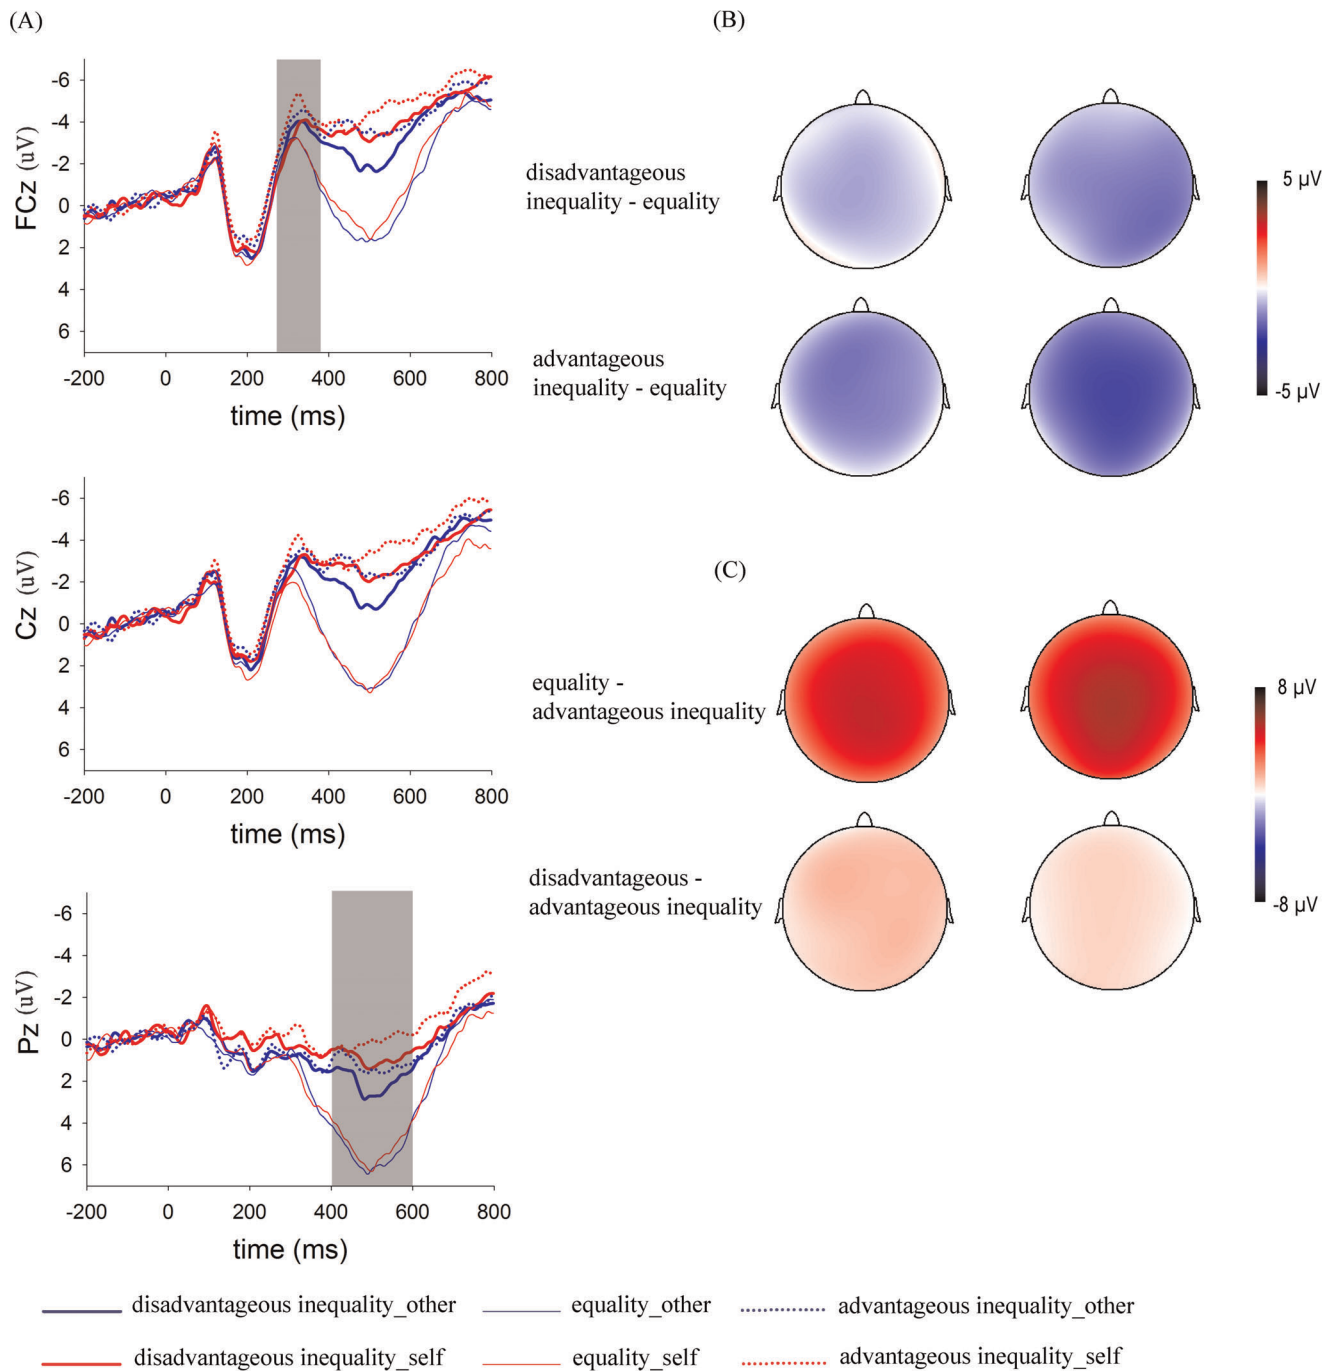 (A)
-6
-4
-2
0
2
4
6
FCz (uV)
-200 0 200 400 600 800
time (ms)
-6
-4
-2
0
2
4
6
Cz (uV)
-200 0 200 400 600 800
time (ms)
-6
-4
-2
0
2
4
6
Pz (uV)
-200 0 200 400 600 800
time (ms)
(B)
disadvantageous
inequality - equality
advantageous
inequality - equality
5 µV
-5 µV
(C)
equality -
advantageous inequality
disadvantageous -
advantageous inequality
8 µV
-8 µV
disadvantageous inequality_other equality_other advantageous inequality_other
disadvantageous inequality_self equality_self advantageous inequality_self